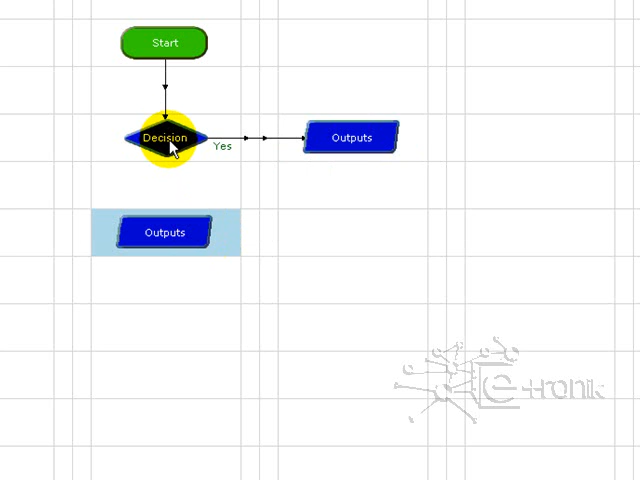 Start
Decision
Yes
Outputs
Outputs
e-tronik